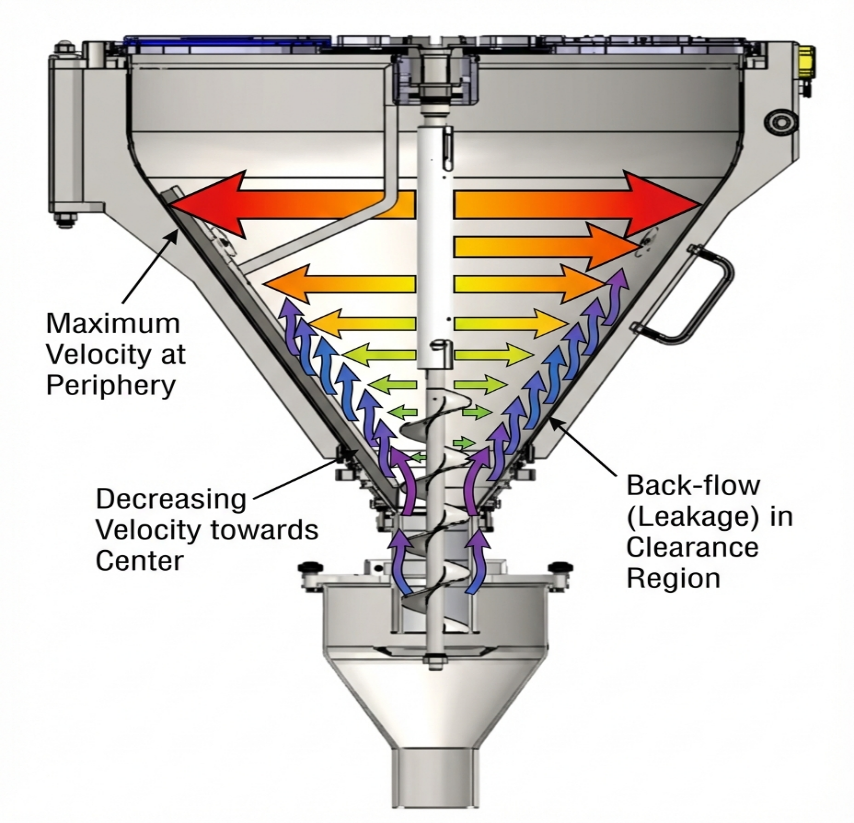 Maximum
Velocity at
Periphery
Decreasing
Velocity towards
Center
Back-flow
(Leakage) in
Clearance
Region